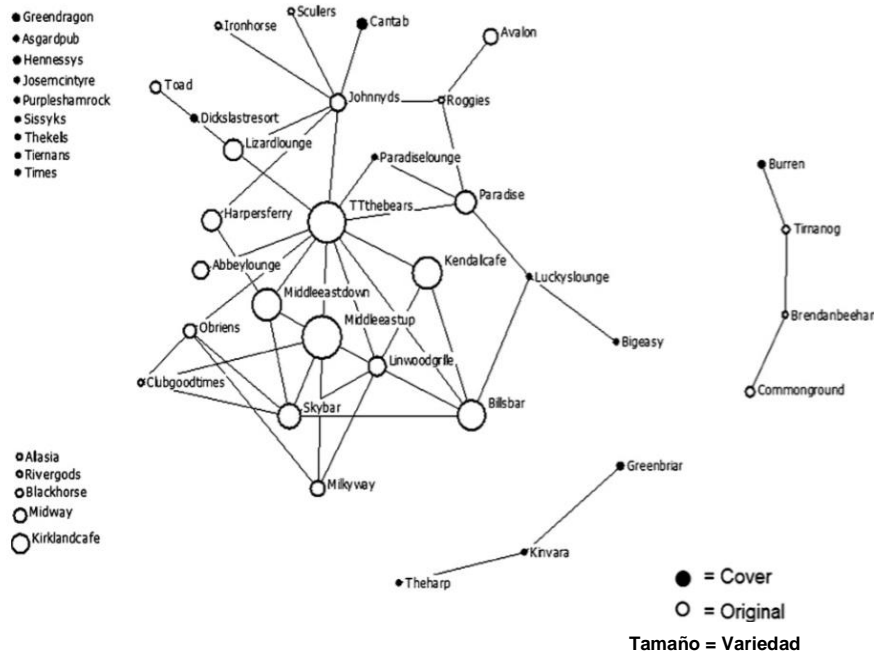 Greendragon
Asgardpub
Hennessys
Josemcintyre
Purpleshamrock
Sissyks
Thekels
Tiernans
Times
Sculers
Ironhorse
Cantab
Avalon
Toad
Johnnyds
Roggies
Dickslastresort
Lizardlounge
Paradiselounge
Paradise
TTthebears
Harpersferry
Abbeylounge
Kendalcafe
Luckyslounge
Middleeastdown
Middleeastup
Obriens
Linwoodgrille
Bigeasy
Clubgoodtimes
Skybar
Billsbar
Milkyway
Burren
Tirnanog
Brendanbeehan
Commonground
Alasia
Rivergods
Blackhorse
Midway
Kirklandcafe
Greenbriar
Kinvara
Theharp
= Cover
= Original
Tamaño = Variedad